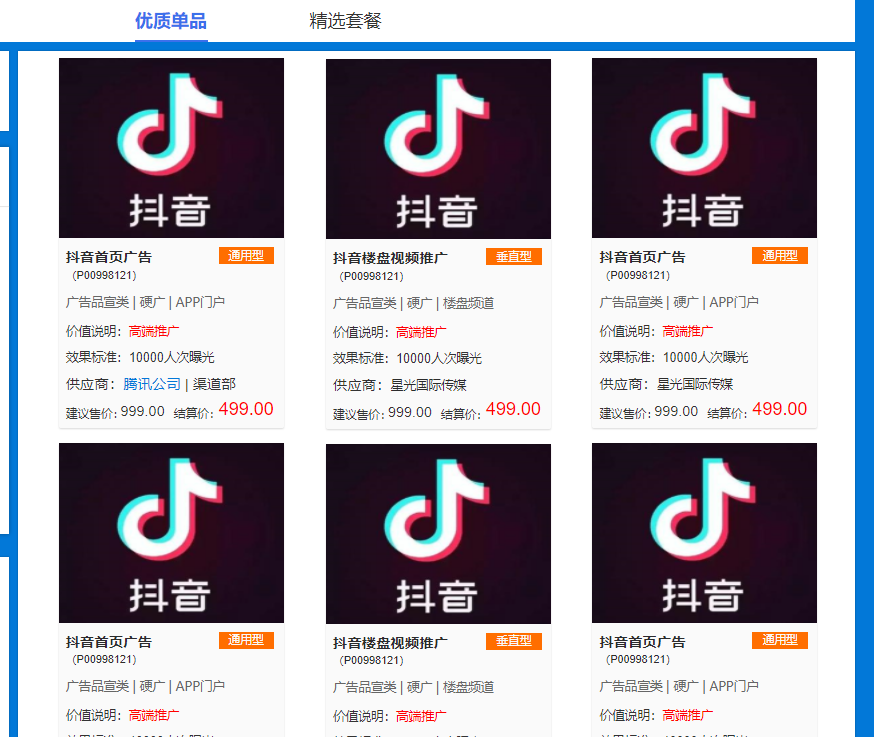 优质单品 精选套餐
抖音
抖音首页广告 通用型
（P00998121）
广告品宣类 | 硬广 | APP门户
价值说明：高端推广
效果标准：10000人次曝光
供应商：腾讯公司 | 渠道部
建议售价:999.00 结算价:499.00
抖音
抖音楼盘视频推广 垂直型
（P00998121）
广告品宣类 | 硬广 | 楼盘频道
价值说明：高端推广
效果标准：10000人次曝光
供应商：星光国际传媒
建议售价:999.00 结算价:499.00
抖音
抖音首页广告 通用型
（P00998121）
广告品宣类 | 硬广 | APP门户
价值说明：高端推广
效果标准：10000人次曝光
供应商：星光国际传媒
建议售价:999.00 结算价:499.00
抖音
抖音首页广告 通用型
（P00998121）
广告品宣类 | 硬广 | APP门户
价值说明：高端推广
抖音
抖音楼盘视频推广 垂直型
（P00998121）
广告品宣类 | 硬广 | 楼盘频道
价值说明：高端推广
抖音
抖音首页广告 通用型
（P00998121）
广告品宣类 | 硬广 | APP门户
价值说明：高端推广